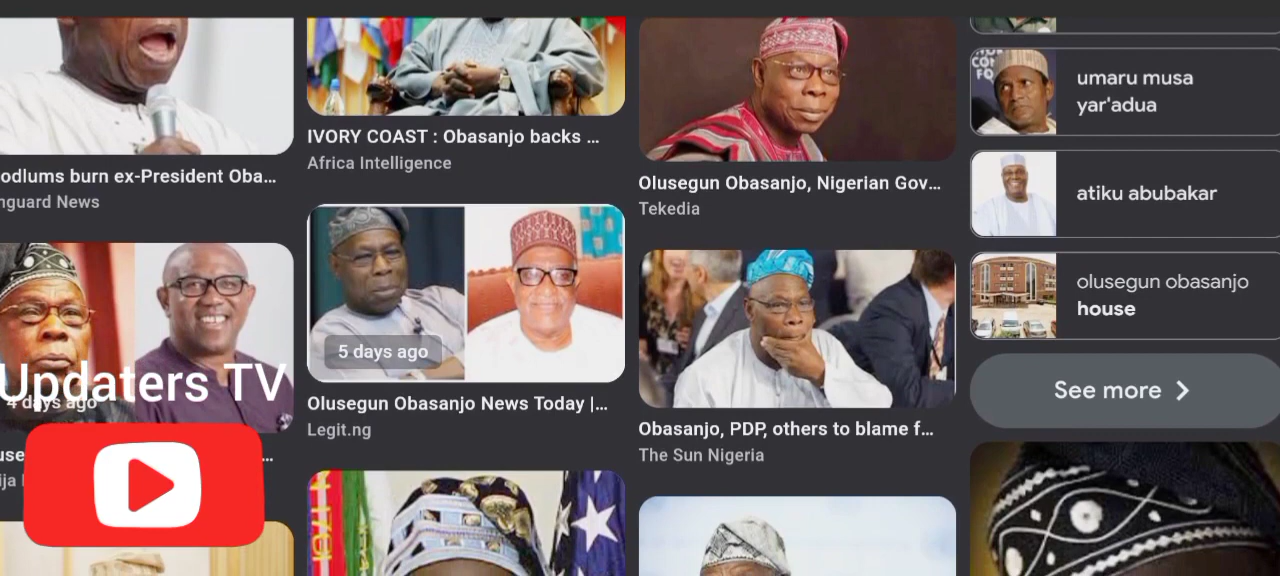 odlums burn ex-President Oba...
nguard News
Updaters TV
4 days ago
use
...
ija
IVORY COAST : Obasanjo backs ...
Africa Intelligence
5 days ago
Olusegun Obasanjo News Today |...
Legit.ng
Olusegun Obasanjo, Nigerian Gov...
Tekedia
Obasanjo, PDP, others to blame f...
The Sun Nigeria
umaru musa
yar'adua
atiku abubakar
olusegun obasanjo
house
See more